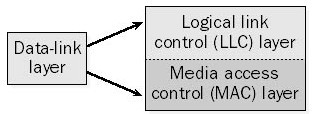 Data-link
layer
Logical link
control (LLC) layer
Media access
control (MAC) layer